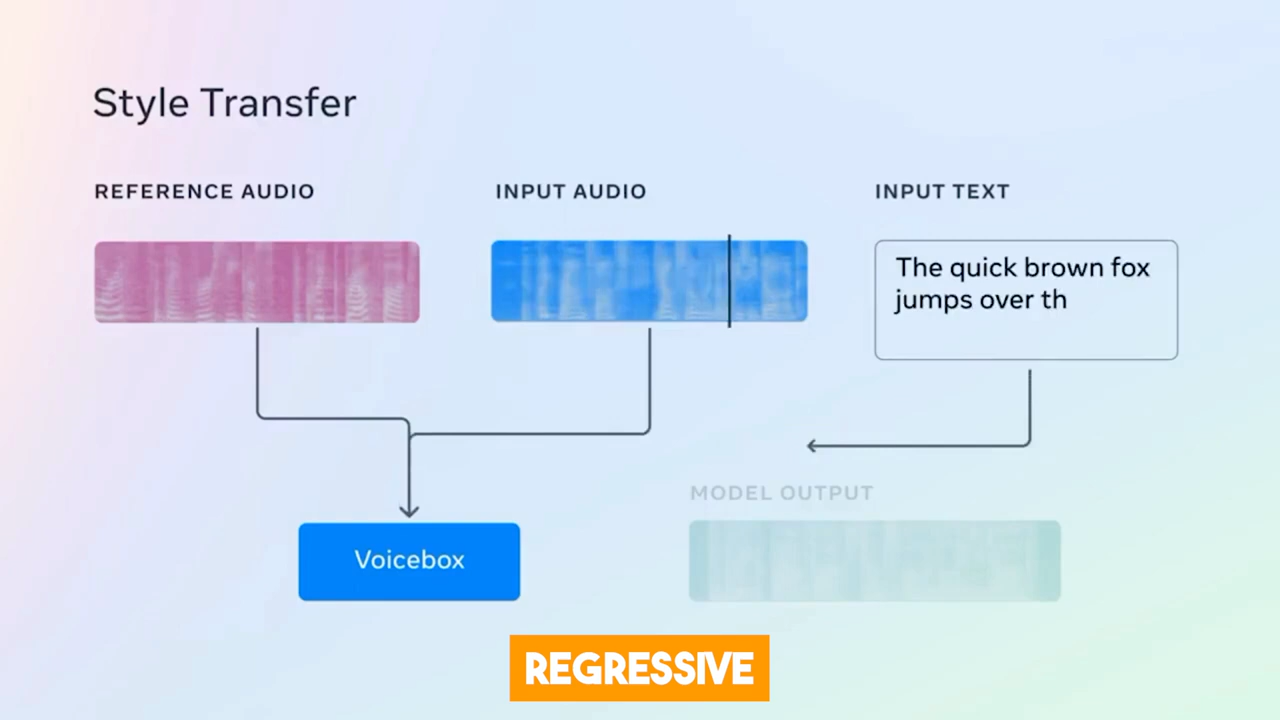 Style Transfer
REFERENCE AUDIO
INPUT AUDIO
INPUT TEXT
The quick brown fox
jumps over th
MODEL OUTPUT
Voicebox
REGRESSIVE